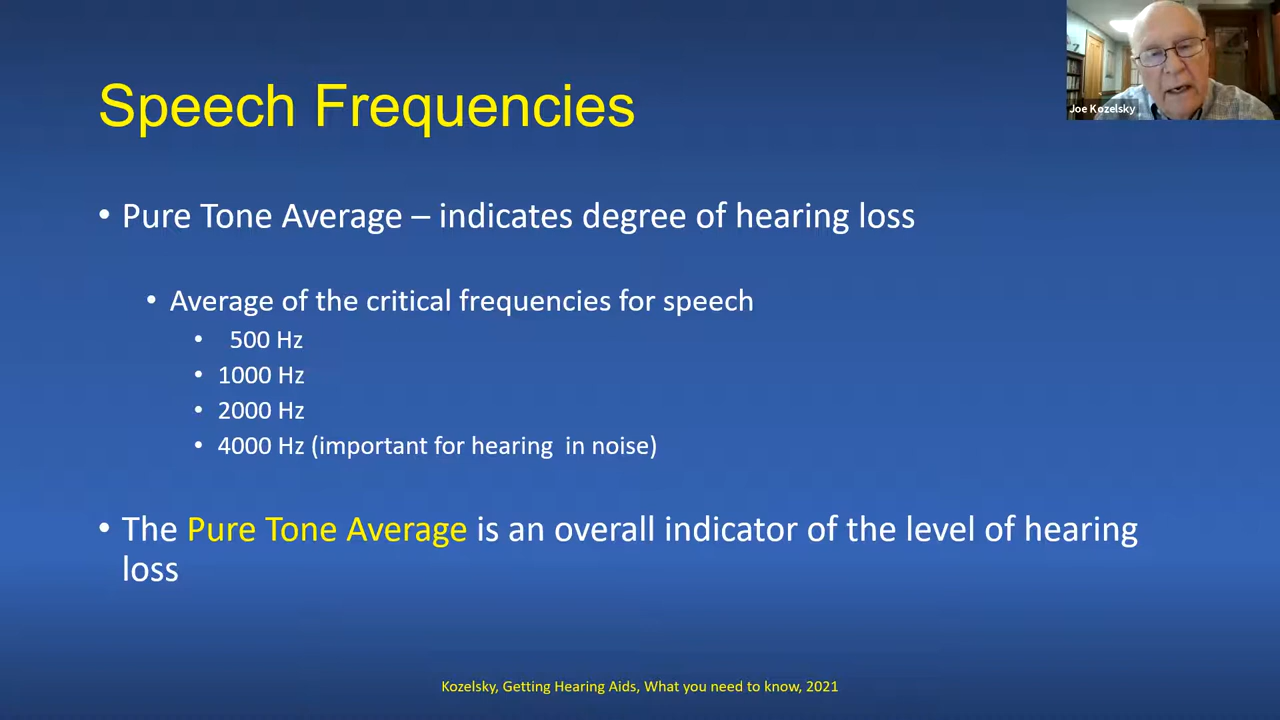 Speech Frequencies
Joe Kozelsky
• Pure Tone Average – indicates degree of hearing loss
• Average of the critical frequencies for speech
• 500 Hz
• 1000 Hz
• 2000 Hz
• 4000 Hz (important for hearing in noise)
• The Pure Tone Average is an overall indicator of the level of hearing
loss
Kozelsky, Getting Hearing Aids, What you need to know, 2021